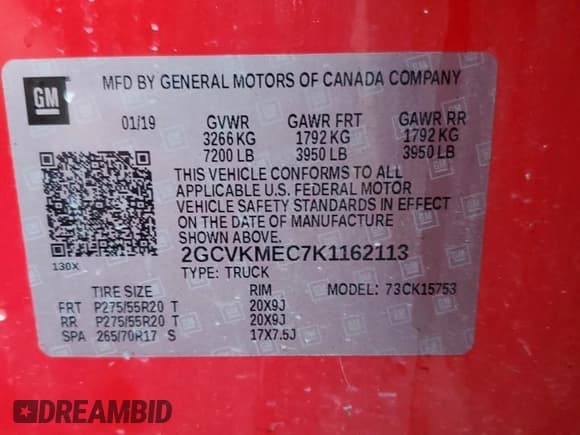 GM
MFD BY GENERAL MOTORS OF CANADA COMPANY
01/19 GVWR GAWR FRT GAWR RR
3266 KG 1792 KG 1792 KG
7200 LB 3950 LB 3950 LB
THIS VEHICLE CONFORMS TO ALL
APPLICABLE U.S. FEDERAL MOTOR
VEHICLE SAFETY STANDARDS IN EFFECT
ON THE DATE OF MANUFACTURE
SHOWN ABOVE.
130X 2GCVKMEC7K1162113
TYPE: TRUCK
TIRE SIZE RIM MODEL: 73CK15753
FRT P275/55R20 T 20X9J
RR P275/55R20 T 20X9J
SPA 265/70R17 S 17X7.5J
DREAMBID